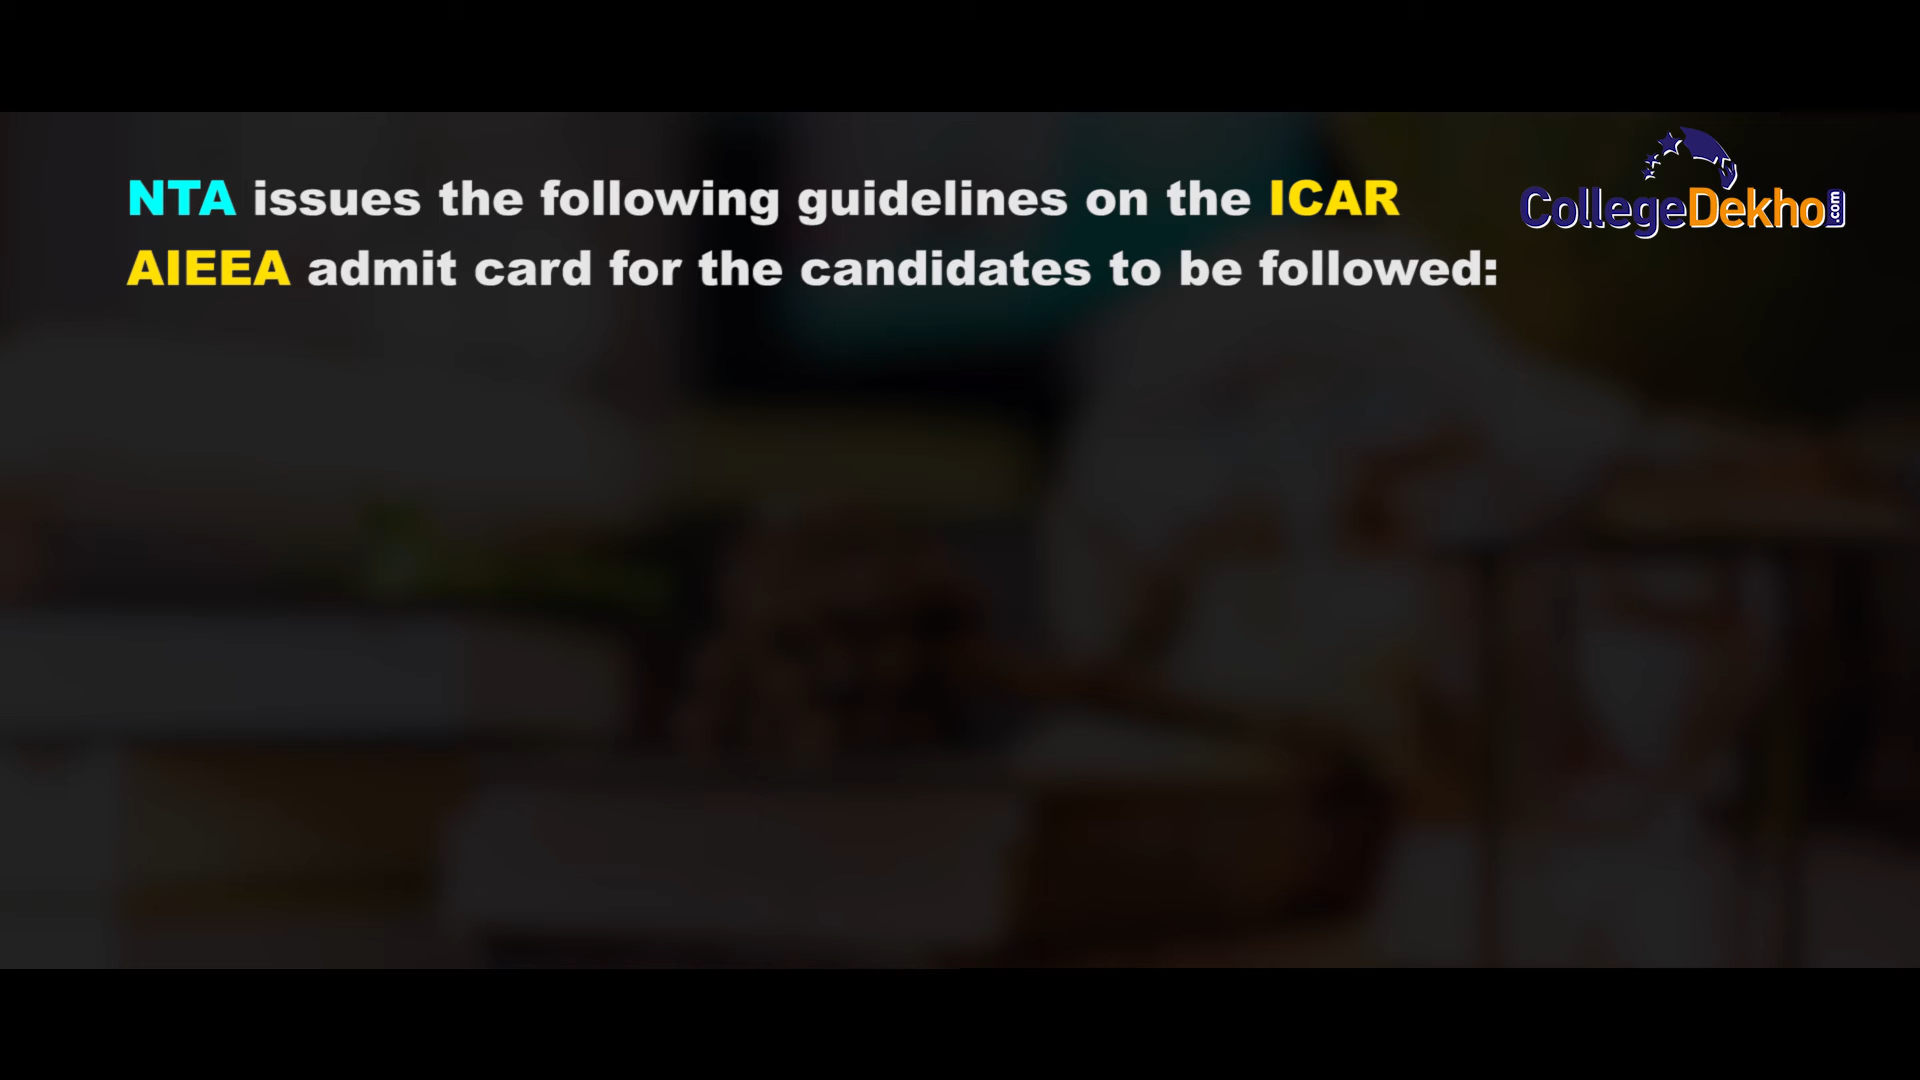 NTA issues the following guidelines on the ICAR
AIEEA admit card for the candidates to be followed:
CollegeDekho.com